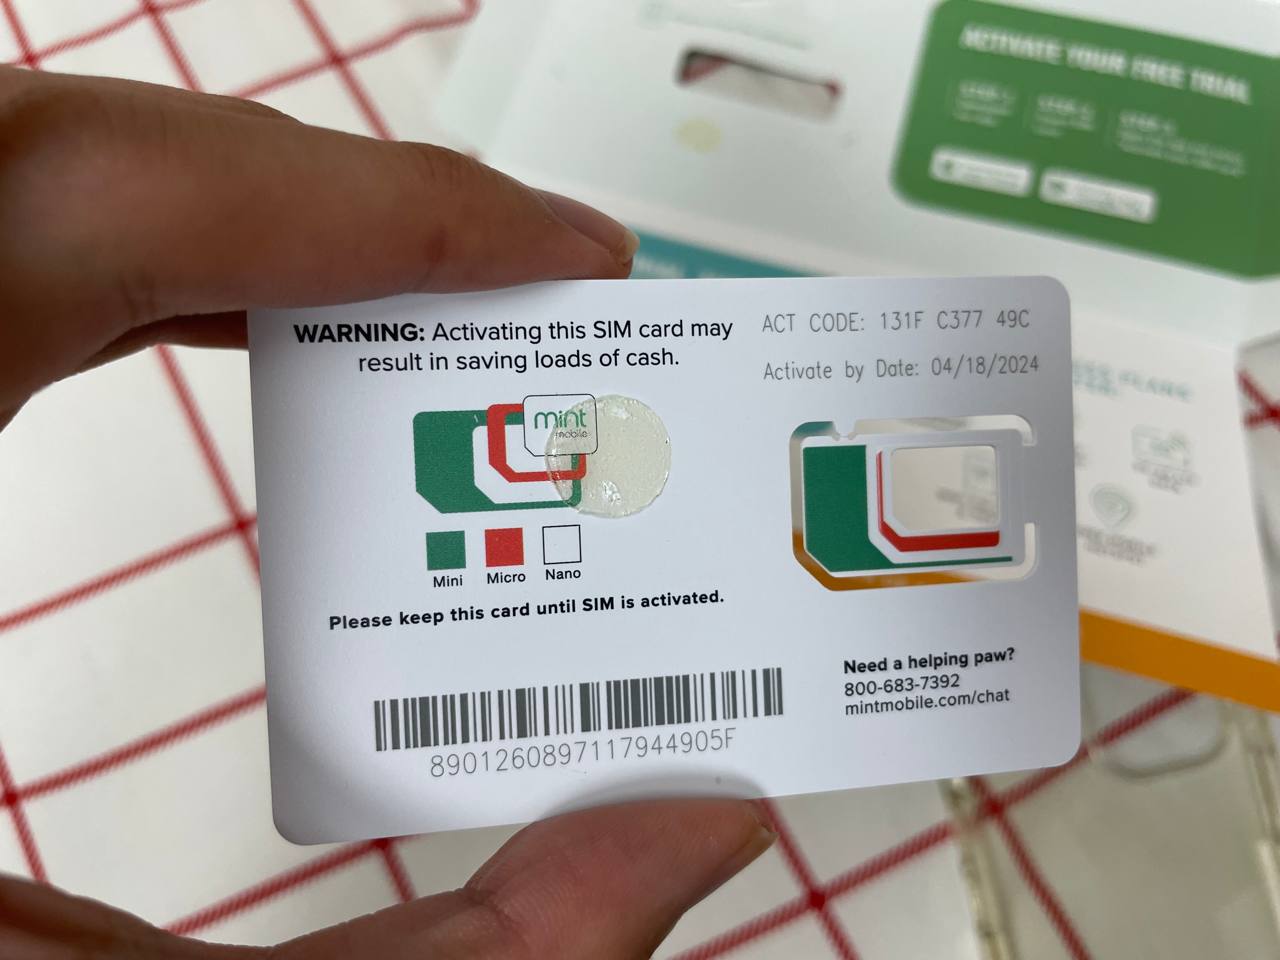 ACTIVATE YOUR FREE TRIAL
WARNING: Activating this SIM card may
result in saving loads of cash.
ACT CODE: 131F C377 49C
Activate by Date: 04/18/2024
mint
mobile
Mini
Micro
Nano
Please keep this card until SIM is activated.
8901260897117944905F
Need a helping paw?
800-683-7392
mintmobile.com/chat